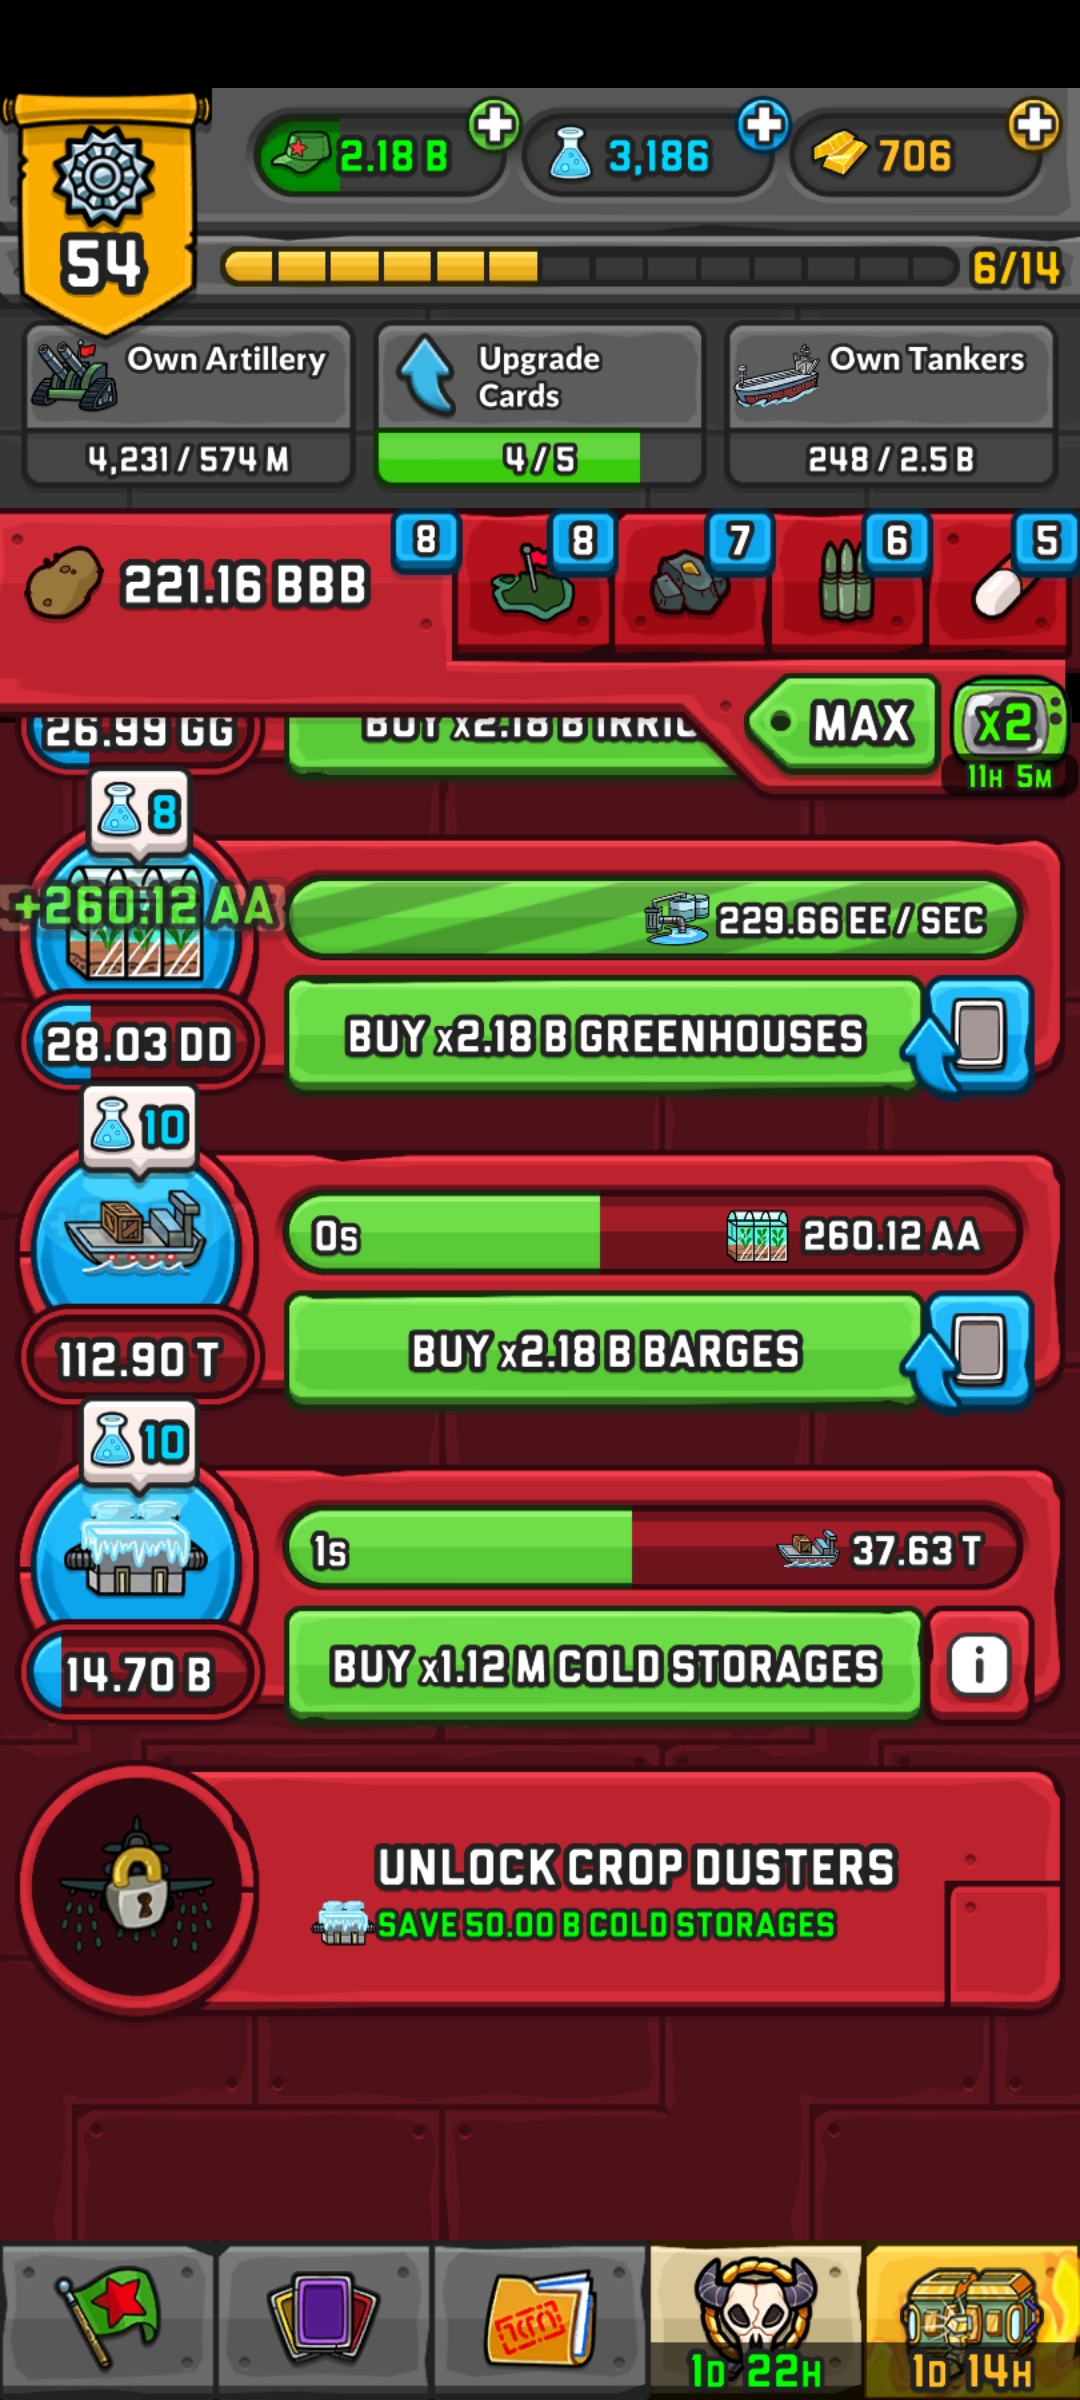 2.18 B
3,186
706
54
6/14
Own Artillery
4,231 / 574 M
Upgrade
Cards
4 / 5
Own Tankers
248 / 2.5 B
221.16 BBB
8
8
7
6
5
MAX
x2
11H 5M
26.99 GG
BUY x2.18 B
8
+260.12 AA
229.66 EE / SEC
28.03 DD
BUY x2.18 B GREENHOUSES
10
0s
260.12 AA
112.90 T
BUY x2.18 B BARGES
10
1s
37.63 T
14.70 B
BUY x1.12 M COLD STORAGES
i
UNLOCK CROP DUSTERS
SAVE 50.00 B COLD STORAGES
1D 22H
1D 14H